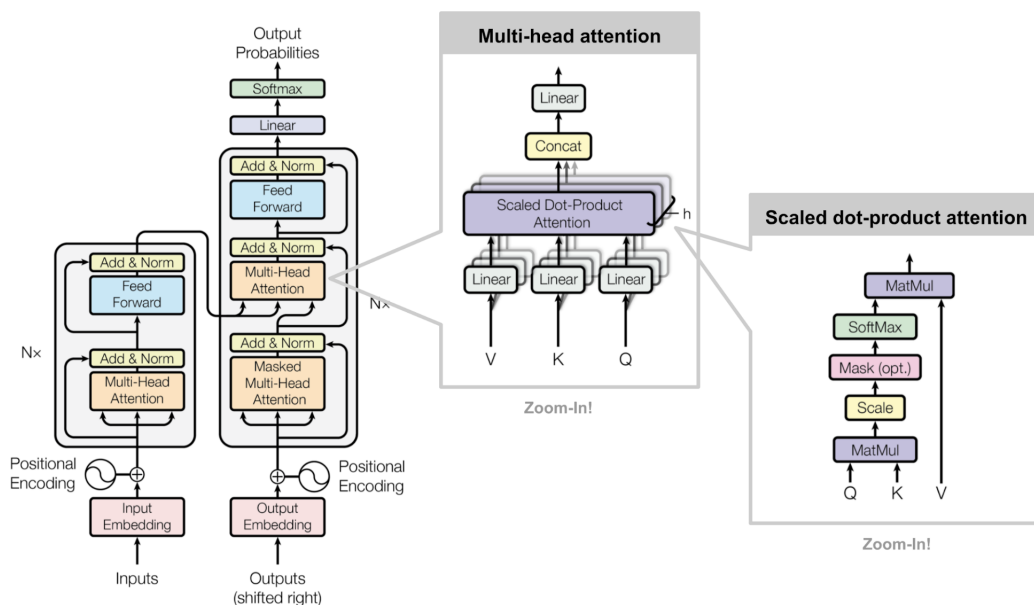 Output
Probabilities
Softmax
Linear
Add & Norm
Feed
Forward
Add & Norm
Multi-Head
Attention
Nx
Add & Norm
Masked
Multi-Head
Attention
Add & Norm
Feed
Forward
Nx
Add & Norm
Multi-Head
Attention
Positional
Encoding
Positional
Encoding
Input
Embedding
Output
Embedding
Inputs
Outputs
(shifted right)
Multi-head attention
Linear
Concat
Scaled Dot-Product
Attention
h
Linear
Linear
Linear
V
K
Q
Zoom-In!
Scaled dot-product attention
MatMul
SoftMax
Mask (opt.)
Scale
MatMul
Q
K
V
Zoom-In!